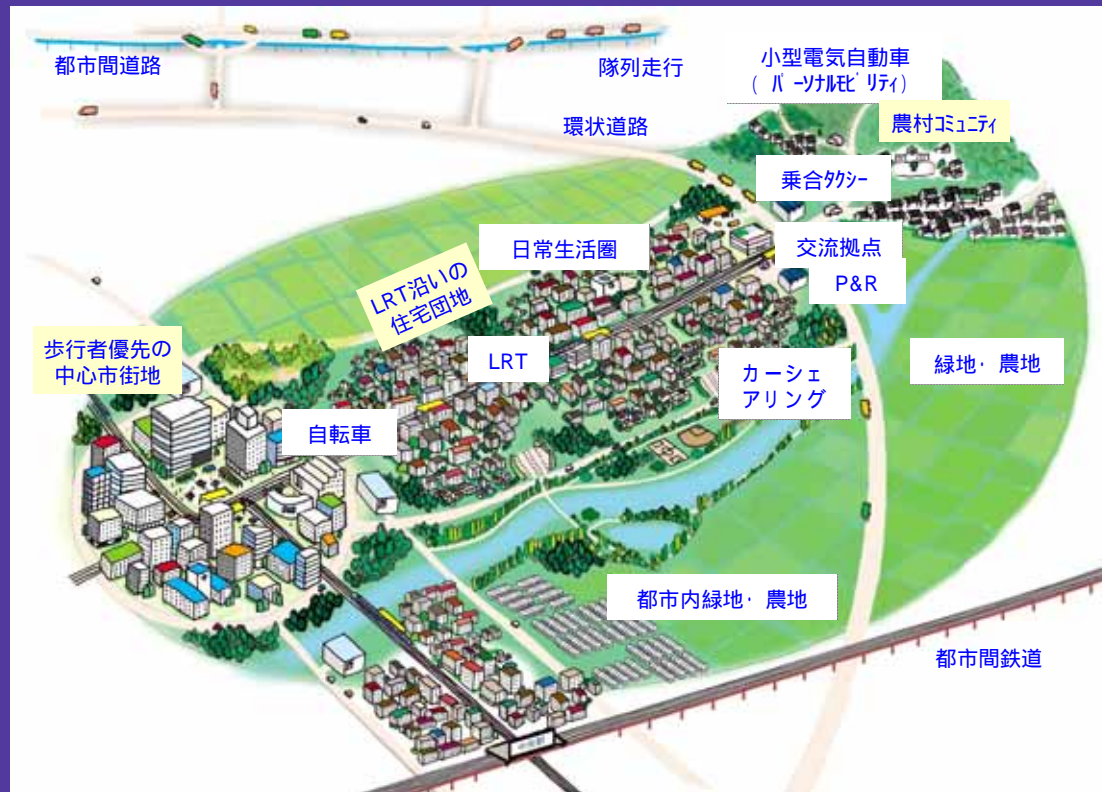 都市間道路
隊列走行
小型電気自動車
( パーソナルモビリティ)
環状道路
農村コミュニティ
乗合タクシー
日常生活圏
交流拠点
P&R
LRT沿いの
住宅団地
歩行者優先の
中心市街地
LRT
カーシェ
アリング
緑地・農地
自転車
都市内緑地・農地
都市間鉄道